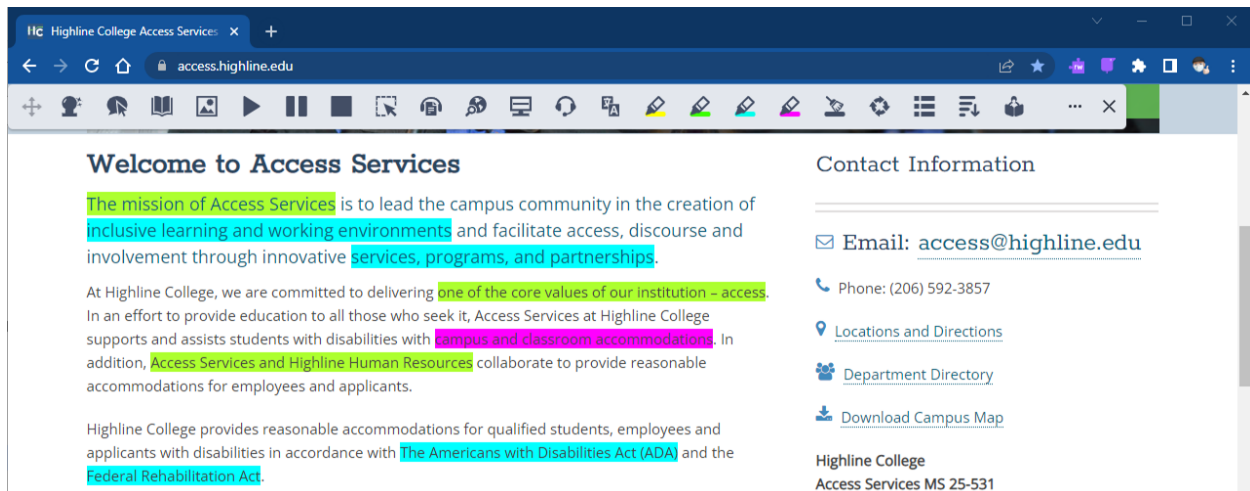 Highline College Access Services
access.highline.edu
Welcome to Access Services
The mission of Access Services is to lead the campus community in the creation of
inclusive learning and working environments and facilitate access, discourse and
involvement through innovative services, programs, and partnerships.
At Highline College, we are committed to delivering one of the core values of our institution – access.
In an effort to provide education to all those who seek it, Access Services at Highline College
supports and assists students with disabilities with campus and classroom accommodations. In
addition, Access Services and Highline Human Resources collaborate to provide reasonable
accommodations for employees and applicants.
Highline College provides reasonable accommodations for qualified students, employees and
applicants with disabilities in accordance with The Americans with Disabilities Act (ADA) and the
Federal Rehabilitation Act.
Contact Information
Email: access@highline.edu
Phone: (206) 592-3857
Locations and Directions
Department Directory
Download Campus Map
Highline College
Access Services MS 25-531